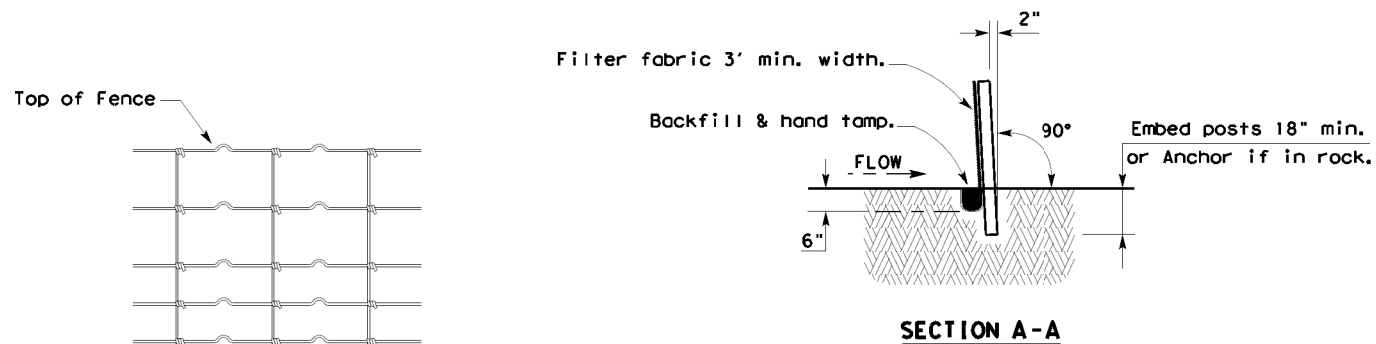 Top of Fence
2"
Filter fabric 3' min. width.
Backfill & hand tamp.
90°
Embed posts 18" min.
or Anchor if in rock.
FLOW
6"
SECTION A-A